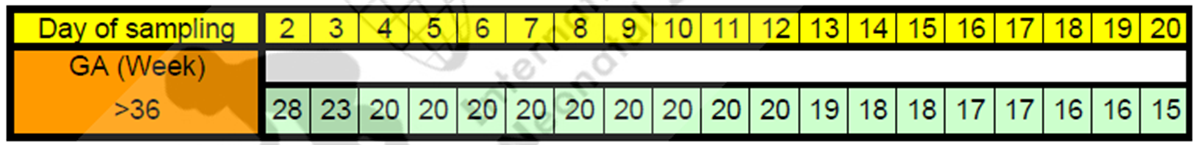 Day of sampling 2 3 4 5 6 7 8 9 10 11 12 13 14 15 16 17 18 19 20
GA (Week)
>36 28 23 20 20 20 20 20 20 20 20 20 19 18 18 17 17 16 16 15